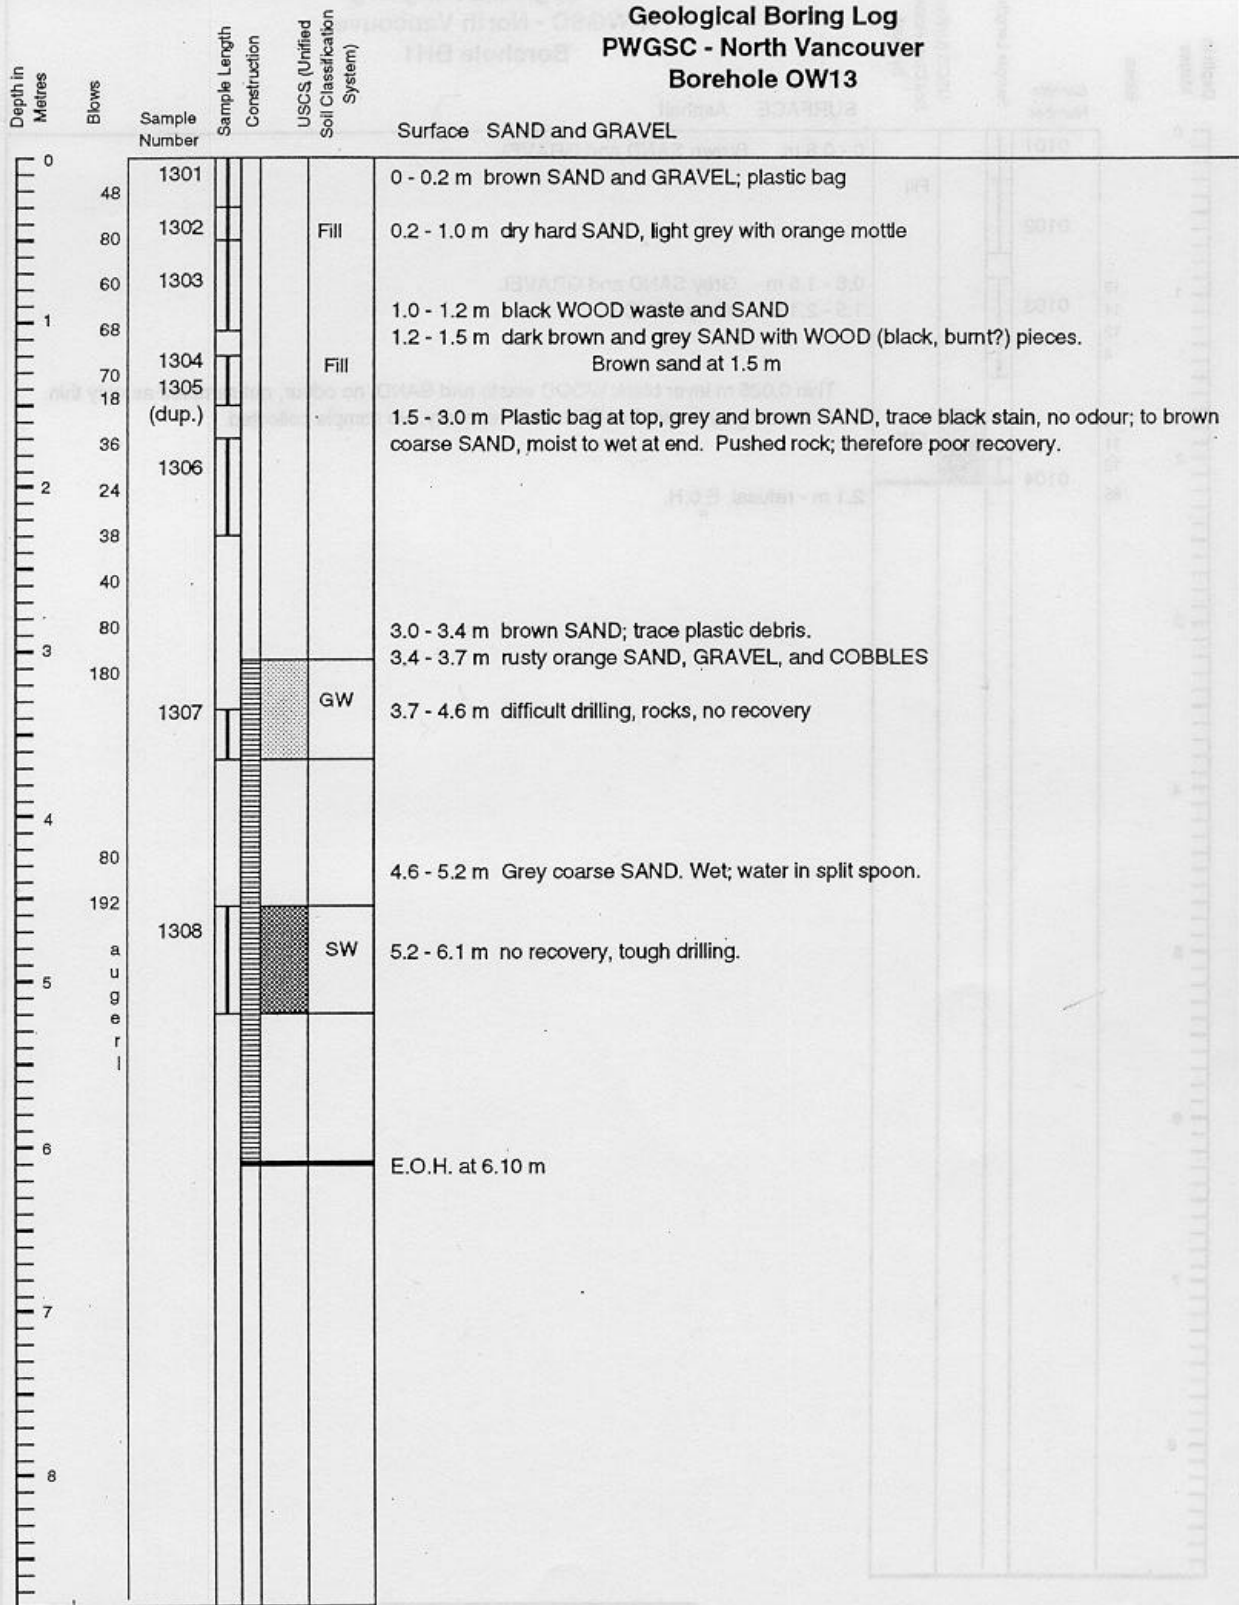 Geological Boring Log
PWGSC - North Vancouver
Borehole OW13
Depth in
Metres
Blows
Sample
Number
Sample Length
Construction
USCS (Unified
Soil Classification
System)
Surface SAND and GRAVEL
0
1301
0 - 0.2 m brown SAND and GRAVEL; plastic bag
48
1302
Fill
0.2 - 1.0 m dry hard SAND, light grey with orange mottle
80
60
1303
1.0 - 1.2 m black WOOD waste and SAND
1
68
1.2 - 1.5 m dark brown and grey SAND with WOOD (black, burnt?) pieces.
1304
Fill
Brown sand at 1.5 m
70
1305
18
(dup.)
1.5 - 3.0 m Plastic bag at top, grey and brown SAND, trace black stain, no odour; to brown
36
coarse SAND, moist to wet at end. Pushed rock; therefore poor recovery.
1306
2
24
38
40
80
3.0 - 3.4 m brown SAND; trace plastic debris.
3
3.4 - 3.7 m rusty orange SAND, GRAVEL, and COBBLES
180
GW
1307
3.7 - 4.6 m difficult drilling, rocks, no recovery
4
80
4.6 - 5.2 m Grey coarse SAND. Wet; water in split spoon.
192
1308
a
SW
5.2 - 6.1 m no recovery, tough drilling.
u
5
g
e
r
l
6
E.O.H. at 6.10 m
7
8